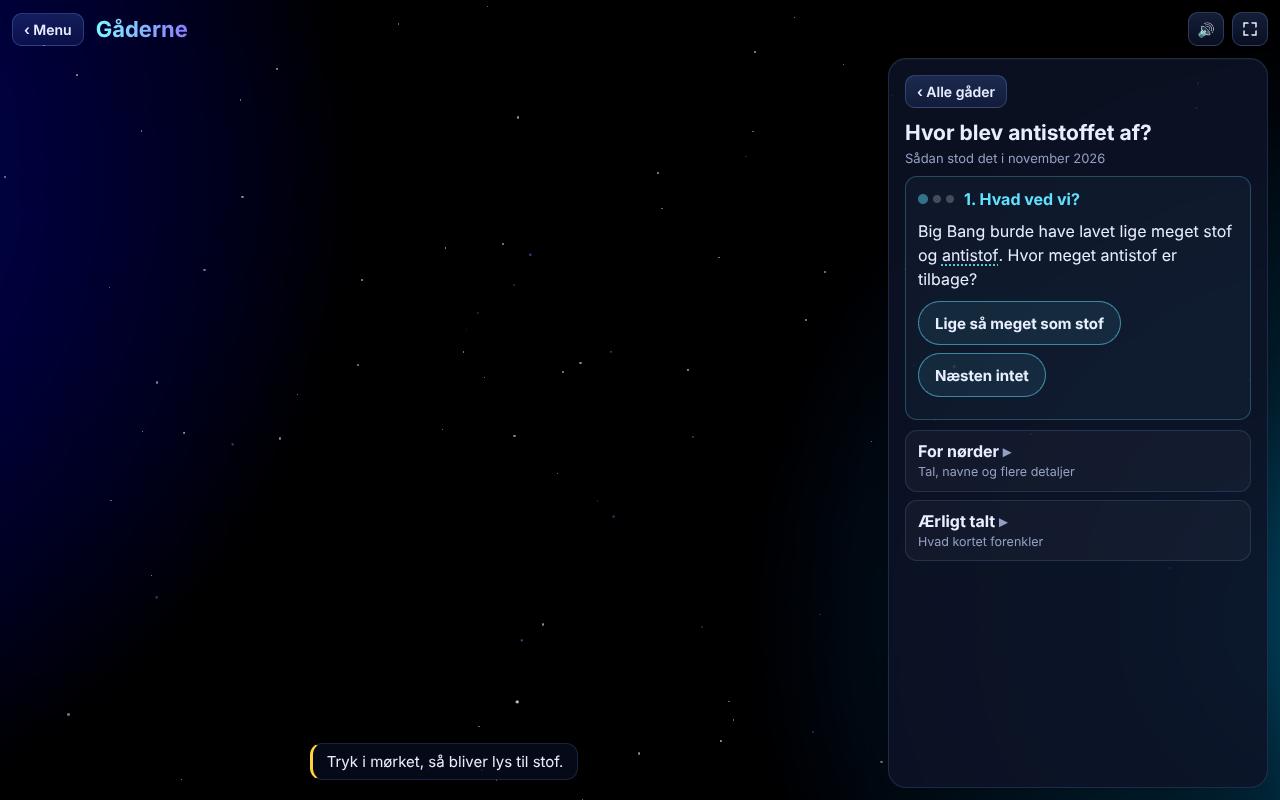 ‹ Menu
Gåderne
‹ Alle gåder
Hvor blev antistoffet af?
Sådan stod det i november 2026
1. Hvad ved vi?
Big Bang burde have lavet lige meget stof
og antistof. Hvor meget antistof er
tilbage?
Lige så meget som stof
Næsten intet
For nørder ▸
Tal, navne og flere detaljer
Ærligt talt ▸
Hvad kortet forenkler
Tryk i mørket, så bliver lys til stof.